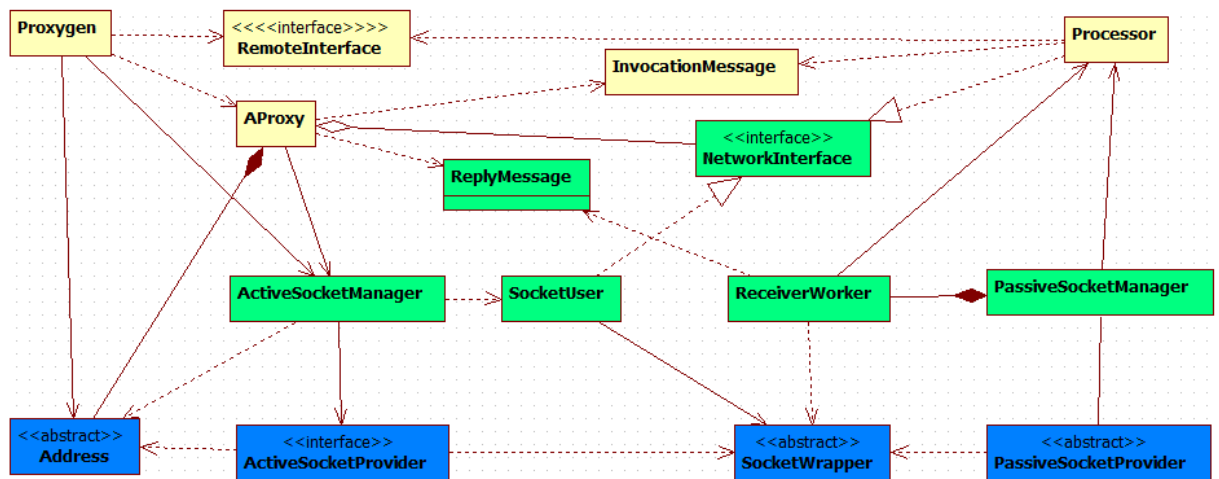 Proxygen
<<<<interface>>>>
RemoteInterface
Processor
InvocationMessage
AProxy
<<interface>>
NetworkInterface
ReplyMessage
ActiveSocketManager
SocketUser
ReceiverWorker
PassiveSocketManager
<<abstract>>
Address
<<interface>>
ActiveSocketProvider
<<abstract>>
SocketWrapper
<<abstract>>
PassiveSocketProvider